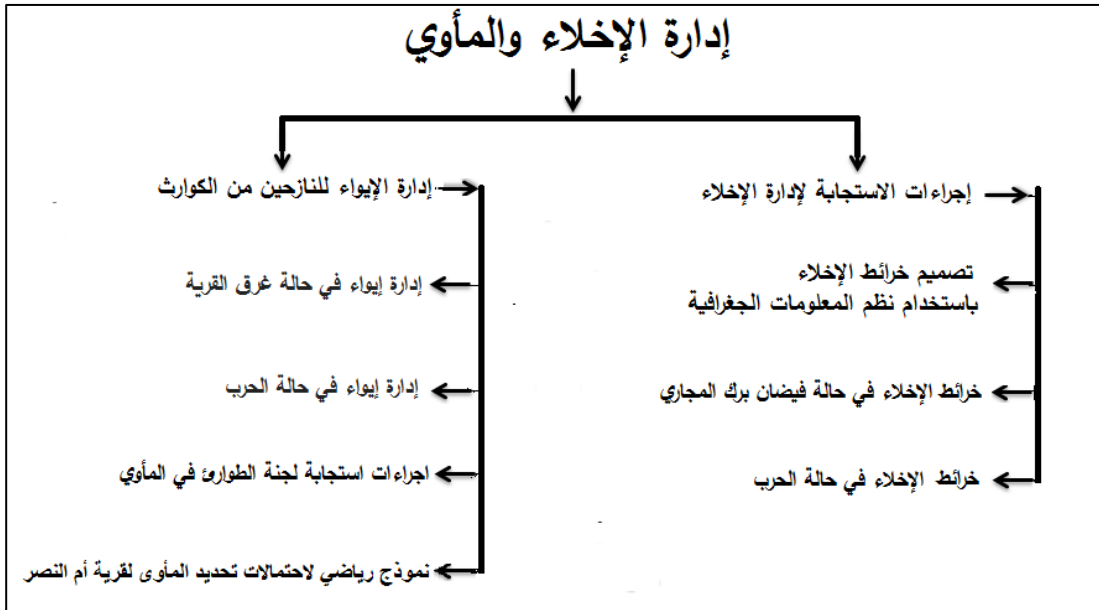 إدارة الإخلاء والمأوي
إجراءات الاستجابة لإدارة الإخلاء
تصميم خرائط الإخلاء
باستخدام نظم المعلومات الجغرافية
خرائط الإخلاء في حالة فيضان برك المجاري
خرائط الإخلاء في حالة الحرب
إدارة الإيواء للنازحين من الكوارث
إدارة إيواء في حالة غرق القرية
إدارة إيواء في حالة الحرب
اجراءات استجابة لجنة الطوارئ في المأوي
نموذج رياضي لاحتمالات تحديد المأوى لقرية أم النصر